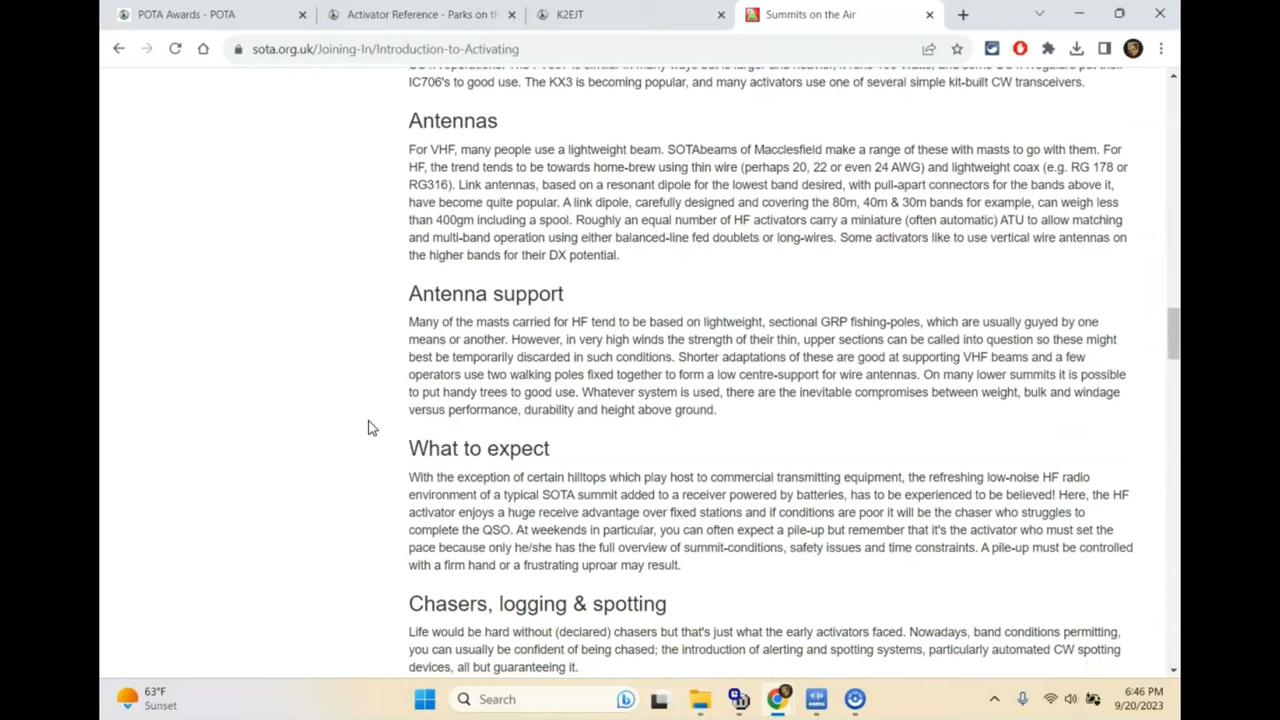 POTA Awards - POTA
Activator Reference - Parks on th
K2EJT
Summits on the Air
sota.org.uk/Joining-In/Introduction-to-Activating
IC706's to good use. The KX3 is becoming popular, and many activators use one of several simple kit-built CW transceivers.
Antennas
For VHF, many people use a lightweight beam. SOTAbeams of Macclesfield make a range of these with masts to go with them. For
HF, the trend tends to be towards home-brew using thin wire (perhaps 20, 22 or even 24 AWG) and lightweight coax (e.g. RG 178 or
RG316). Link antennas, based on a resonant dipole for the lowest band desired, with pull-apart connectors for the bands above it,
have become quite popular. A link dipole, carefully designed and covering the 80m, 40m & 30m bands for example, can weigh less
than 400gm including a spool. Roughly an equal number of HF activators carry a miniature (often automatic) ATU to allow matching
and multi-band operation using either balanced-line fed doublets or long-wires. Some activators like to use vertical wire antennas on
the higher bands for their DX potential.
Antenna support
Many of the masts carried for HF tend to be based on lightweight, sectional GRP fishing-poles, which are usually guyed by one
means or another. However, in very high winds the strength of their thin, upper sections can be called into question so these might
best be temporarily discarded in such conditions. Shorter adaptations of these are good at supporting VHF beams and a few
operators use two walking poles fixed together to form a low centre-support for wire antennas. On many lower summits it is possible
to put handy trees to good use. Whatever system is used, there are the inevitable compromises between weight, bulk and windage
versus performance, durability and height above ground.
What to expect
With the exception of certain hilltops which play host to commercial transmitting equipment, the refreshing low-noise HF radio
environment of a typical SOTA summit added to a receiver powered by batteries, has to be experienced to be believed! Here, the HF
activator enjoys a huge receive advantage over fixed stations and if conditions are poor it will be the chaser who struggles to
complete the QSO. At weekends in particular, you can often expect a pile-up but remember that it's the activator who must set the
pace because only he/she has the full overview of summit-conditions, safety issues and time constraints. A pile-up must be controlled
with a firm hand or a frustrating uproar may result.
Chasers, logging & spotting
Life would be hard without (declared) chasers but that's just what the early activators faced. Nowadays, band conditions permitting,
you can usually be confident of being chased; the introduction of alerting and spotting systems, particularly automated CW spotting
devices, all but guaranteeing it.
63°F
Sunset
Search
6:46 PM
9/20/2023